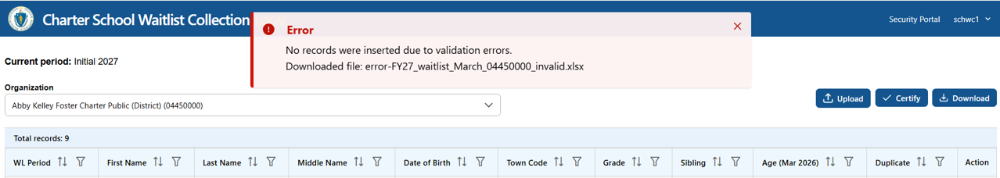 Charter School Waitlist Collection
Security Portal
schwc1
Error
No records were inserted due to validation errors.
Downloaded file: error-FY27_waitlist_March_04450000_invalid.xlsx
Current period: Initial 2027
Organization
Abby Kelley Foster Charter Public (District) (04450000)
Upload
Certify
Download
Total records: 9
WL Period First Name Last Name Middle Name Date of Birth Town Code Grade Sibling Age (Mar 2026) Duplicate Action